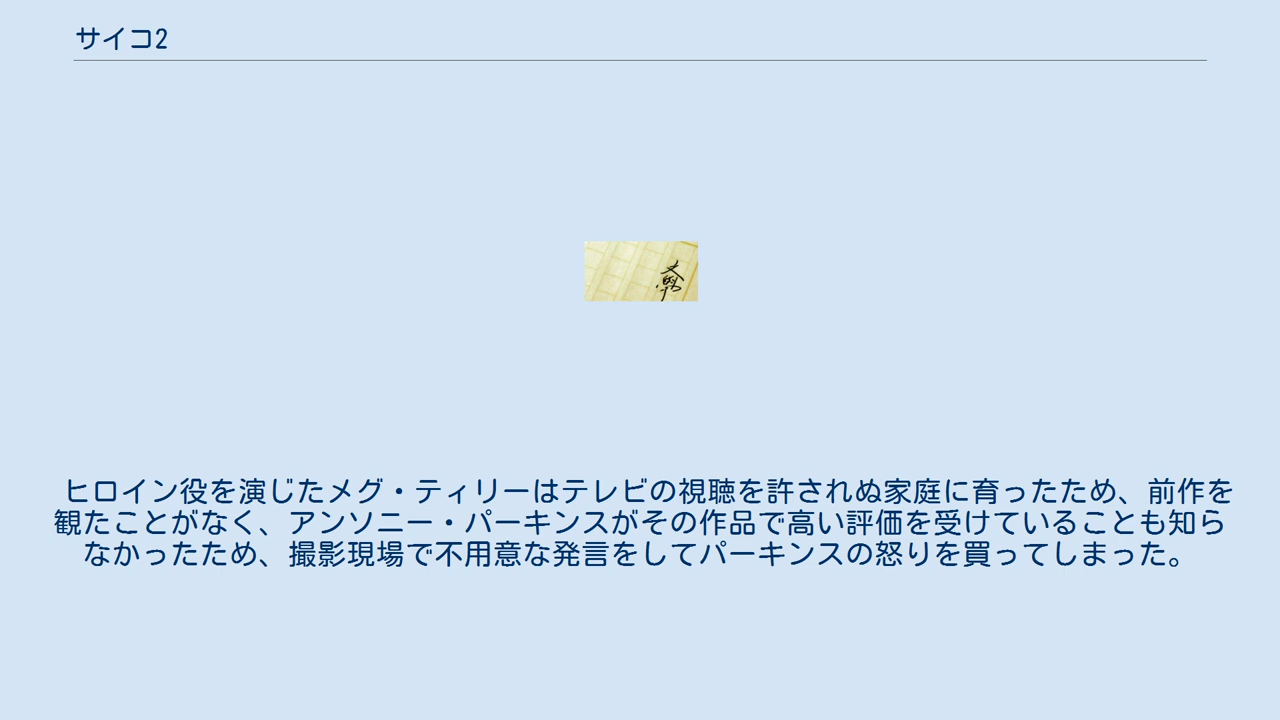 サイコ2
ヒロイン役を演じたメグ・ティリーはテレビの視聴を許されぬ家庭に育ったため、前作を
観たことがなく、アンソニー・パーキンスがその作品で高い評価を受けていることも知ら
なかったため、撮影現場で不用意な発言をしてパーキンスの怒りを買ってしまった。